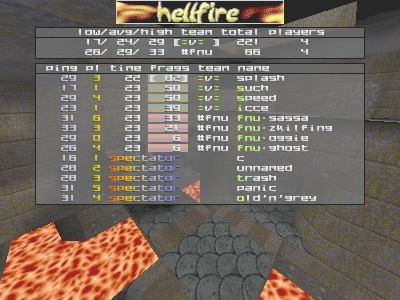 hellfire
low/avg/high team total players
17/ 24/ 29 [:v: ] 221 4
26/ 29/ 33 #fnu 66 4
ping pl time frags team name
29 3 22 [ 82] :v: splash
17 1 23 50 :v: such
29 4 23 50 :v: speed
23 1 23 39 :v: icce
31 6 23 33 #fnu fnu·sassa
33 3 23 21 #fnu fnu·zkilfing
29 0 23 6 #fnu fnu·oggie
26 4 23 6 #fnu fnu·ghost
16 1 spectator c
28 2 spectator unnamed
28 3 spectator trash
31 5 spectator panic
31 4 spectator old'n'grey